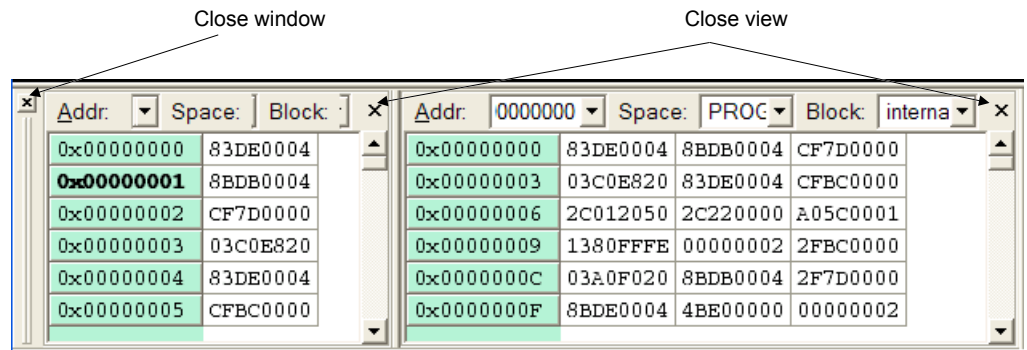 Close window Close view
Addr: Space: Block: Addr: 0000000 Space: PROG Block: interna
0x00000000 83DE0004 0x00000000 83DE0004 8BDB0004 CF7D0000
0x00000001 8BDB0004 0x00000003 03C0E820 83DE0004 CFBC0000
0x00000002 CF7D0000 0x00000006 2C012050 2C220000 A05C0001
0x00000003 03C0E820 0x00000009 1380FFFE 00000002 2FBC0000
0x00000004 83DE0004 0x0000000C 03A0F020 8BDB0004 2F7D0000
0x00000005 CFBC0000 0x0000000F 8BDE0004 4BE00000 00000002